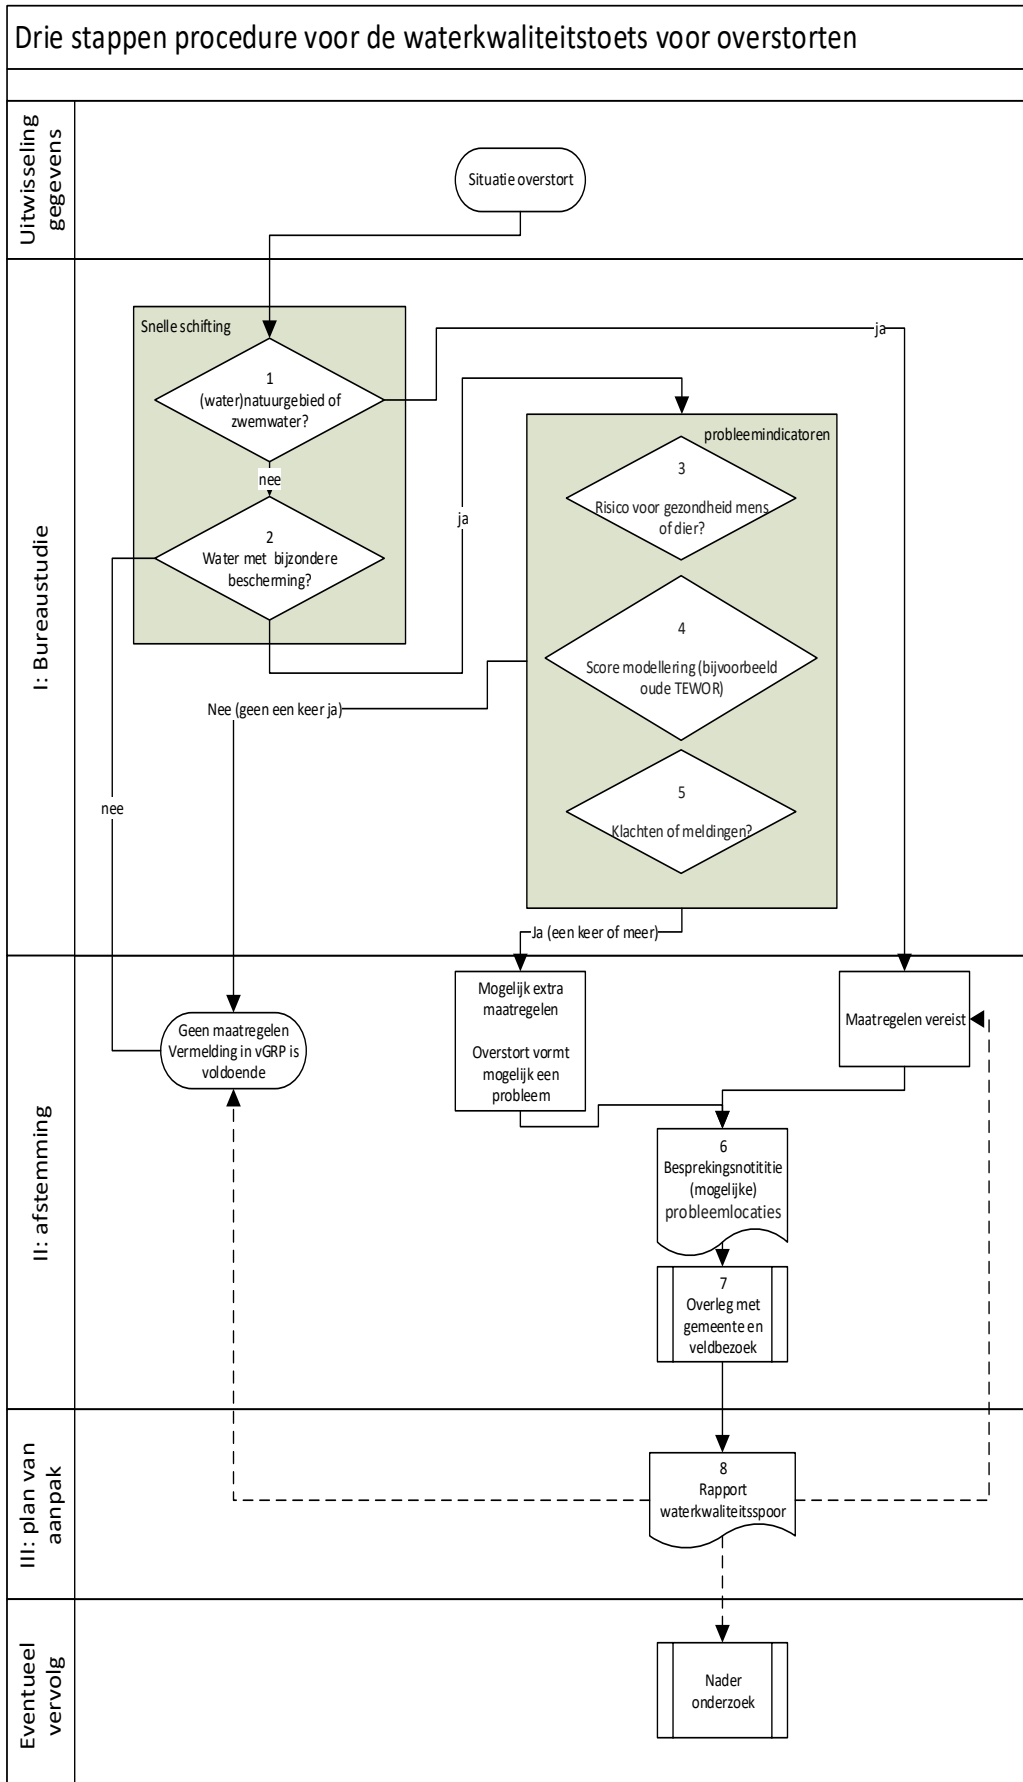 Drie stappen procedure voor de waterkwaliteitstoets voor overstorten
Uitwisseling
gegevens
Situatie overstort
I: Bureaustudie
Snelle schifting
1
(water)natuurgebied of
zwemwater?
ja
nee
2
Water met bijzondere
bescherming?
ja
nee
probleemindicatoren
3
Risico voor gezondheid mens
of dier?
4
Score modellering (bijvoorbeeld
oude TEWOR)
5
Klachten of meldingen?
Nee (geen een keer ja)
Ja (een keer of meer)
II: afstemming
Geen maatregelen
Vermelding in vGRP is
voldoende
Mogelijk extra
maatregelen
Overstort vormt
mogelijk een
probleem
Maatregelen vereist
6
Besprekingsnotititie
(mogelijke)
probleemlocaties
7
Overleg met
gemeente en
veldbezoek
III: plan van
aanpak
8
Rapport
waterkwaliteitsspoor
Eventueel
vervolg
Nader
onderzoek